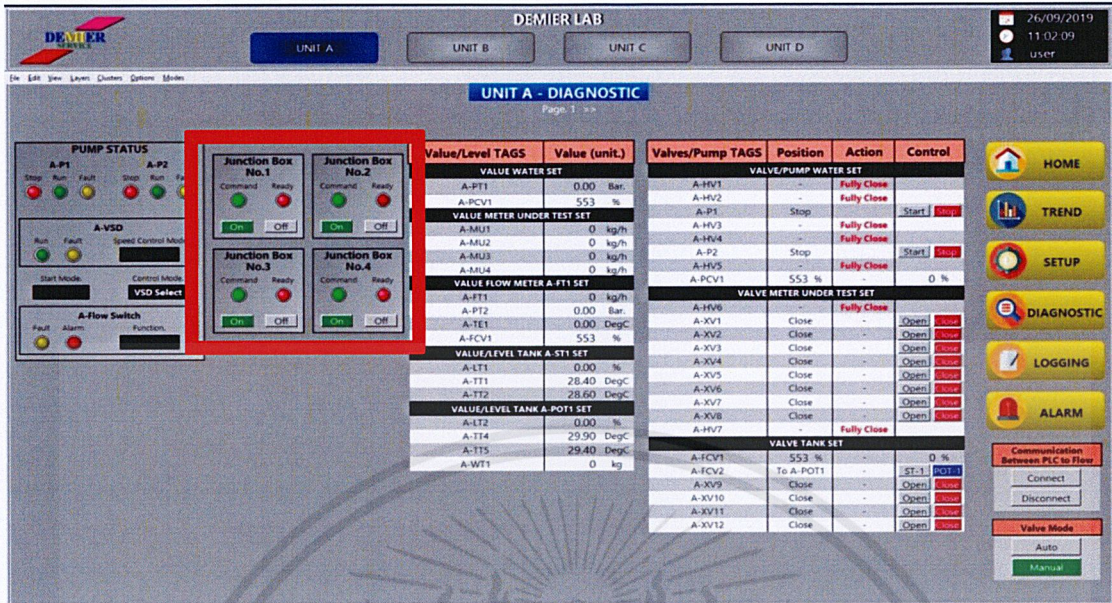 DEMIER
SERVICE
DEMIER LAB
UNIT A
UNIT B
UNIT C
UNIT D
26/09/2019
11:02:09
user
File Edit View Layers Clusters Options Modes
UNIT A - DIAGNOSTIC
Page. 1 >>
PUMP STATUS
A-P1 A-P2
Stop Run Fault Stop Run
A-VSD
Run Fault Speed Control Mode
Start Mode. Control Mode.
VSD Select
A-Flow Switch
Fault Alarm Function.
Junction Box No.1
Command Ready
On Off
Junction Box No.2
Command Ready
On Off
Junction Box No.3
Command Ready
On Off
Junction Box No.4
Command Ready
On Off
Value/Level TAGS Value (unit.)
VALUE WATER SET
A-PT1 0.00 Bar.
A-PCV1 553 %
VALUE METER UNDER TEST SET
A-MU1 0 kg/h
A-MU2 0 kg/h
A-MU3 0 kg/h
A-MU4 0 kg/h
VALUE FLOW METER A-FT1 SET
A-FT1 0 kg/h
A-PT2 0.00 Bar.
A-TE1 0.00 DegC
A-FCV1 553 %
VALUE/LEVEL TANK A-ST1 SET
A-LT1 0.00 %
A-TT1 28.40 DegC
A-TT2 28.60 DegC
VALUE/LEVEL TANK A-POT1 SET
A-LT2 0.00 %
A-TT4 29.90 DegC
A-TT5 29.40 DegC
A-WT1 0 kg
Valves/Pump TAGS Position Action Control
VALVE/PUMP WATER SET
A-HV1 - Fully Close
A-HV2 - Fully Close
A-P1 Stop - Start Stop
A-HV3 - Fully Close
A-HV4 - Fully Close
A-P2 Stop - Start Stop
A-HV5 - Fully Close
A-PCV1 553 % - 0 %
VALVE METER UNDER TEST SET
A-HV6 - Fully Close
A-XV1 Close - Open Close
A-XV2 Close - Open Close
A-XV3 Close - Open Close
A-XV4 Close - Open Close
A-XV5 Close - Open Close
A-XV6 Close - Open Close
A-XV7 Close - Open Close
A-XV8 Close - Open Close
A-HV7 - Fully Close
VALVE TANK SET
A-FCV1 553 % - 0 %
A-FCV2 To A-POT1 - ST-1 POT-1
A-XV9 Close - Open Close
A-XV10 Close - Open Close
A-XV11 Close - Open Close
A-XV12 Close - Open Close
HOME
TREND
SETUP
DIAGNOSTIC
LOGGING
ALARM
Communication
Between PLC to Flow
Connect
Disconnect
Valve Mode
Auto
Manual